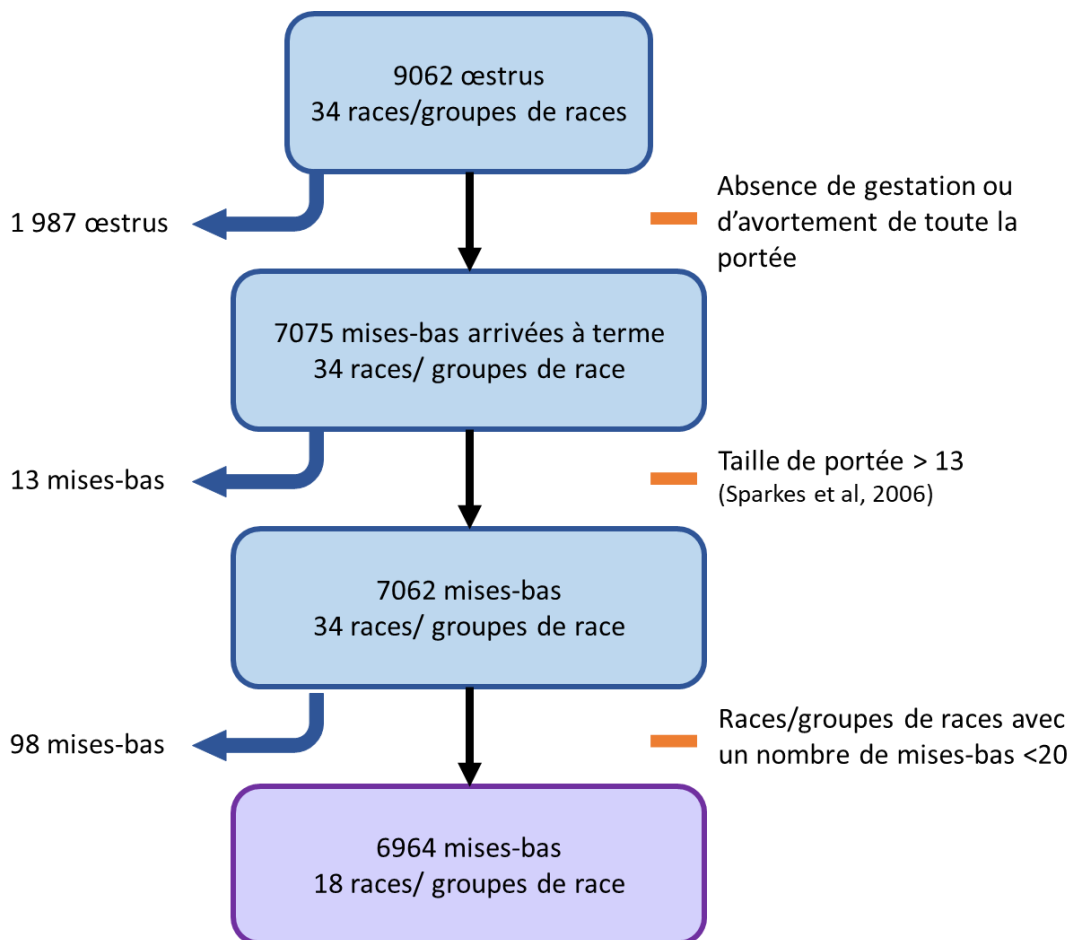 9062 œstrus
34 races/groupes de races
1 987 œstrus
Absence de gestation ou
d’avortement de toute la
portée
7075 mises-bas arrivées à terme
34 races/ groupes de race
13 mises-bas
Taille de portée > 13
(Sparkes et al, 2006)
7062 mises-bas
34 races/ groupes de race
98 mises-bas
Races/groupes de races avec
un nombre de mises-bas <20
6964 mises-bas
18 races/ groupes de race